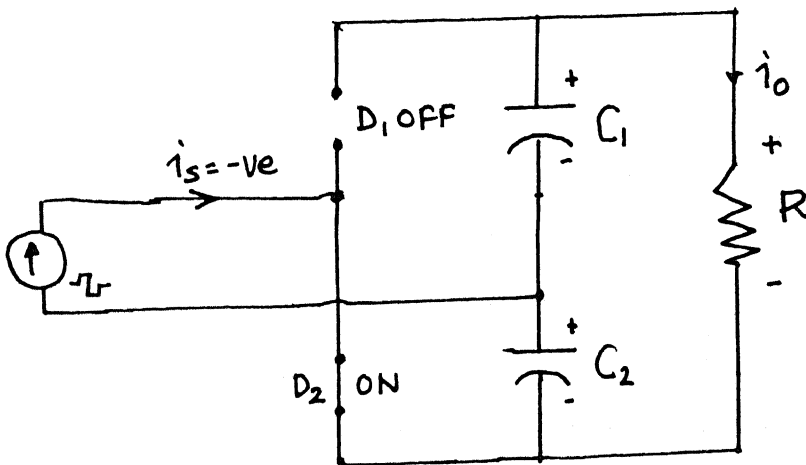 i₀
+
D₁ OFF
C₁
-
+
iₛ = -ve
R
-
+
C₂
D₂ ON
-